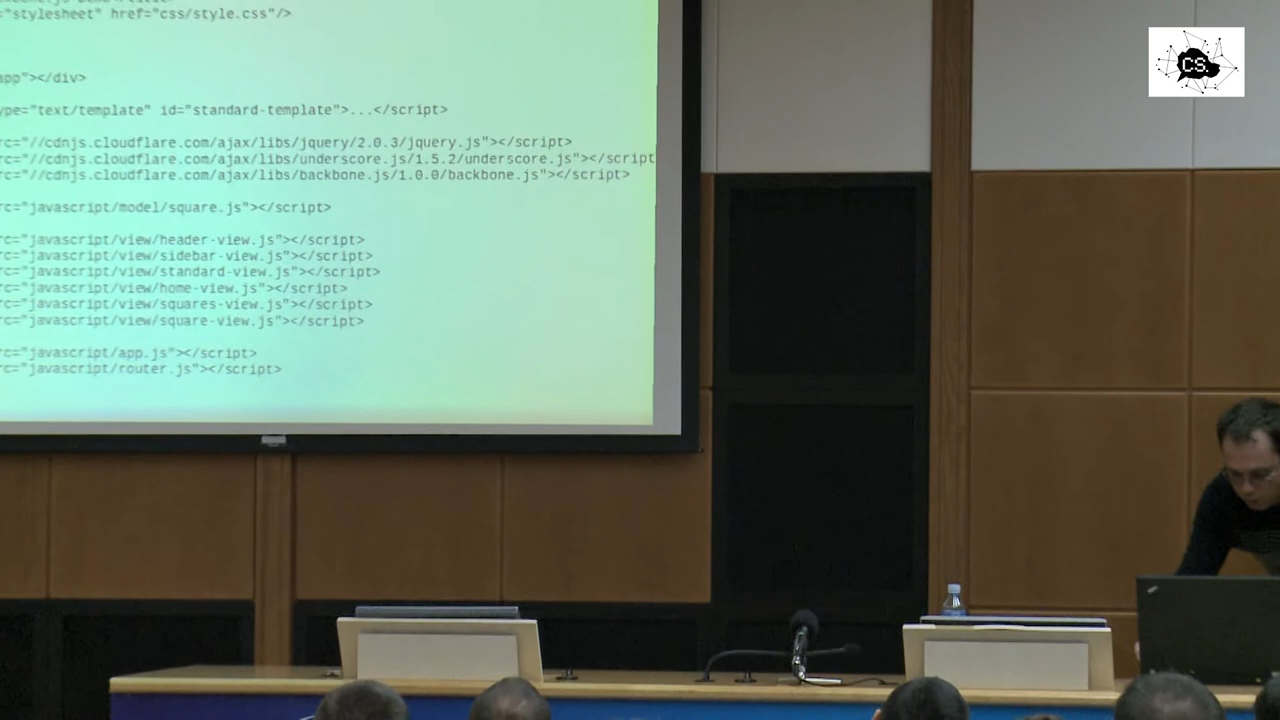 ="stylesheet" href="css/style.css"/>
app"></div>
ype="text/template" id="standard-template">...</script>
rc="//cdnjs.cloudflare.com/ajax/libs/jquery/2.0.3/jquery.js"></script>
rc="//cdnjs.cloudflare.com/ajax/libs/underscore.js/1.5.2/underscore.js"></script
rc="//cdnjs.cloudflare.com/ajax/libs/backbone.js/1.0.0/backbone.js"></script>
rc="javascript/model/square.js"></script>
rc="javascript/view/header-view.js"></script>
rc="javascript/view/sidebar-view.js"></script>
rc="javascript/view/standard-view.js"></script>
rc="javascript/view/home-view.js"></script>
rc="javascript/view/squares-view.js"></script>
rc="javascript/view/square-view.js"></script>
rc="javascript/app.js"></script>
rc="javascript/router.js"></script>
CS.